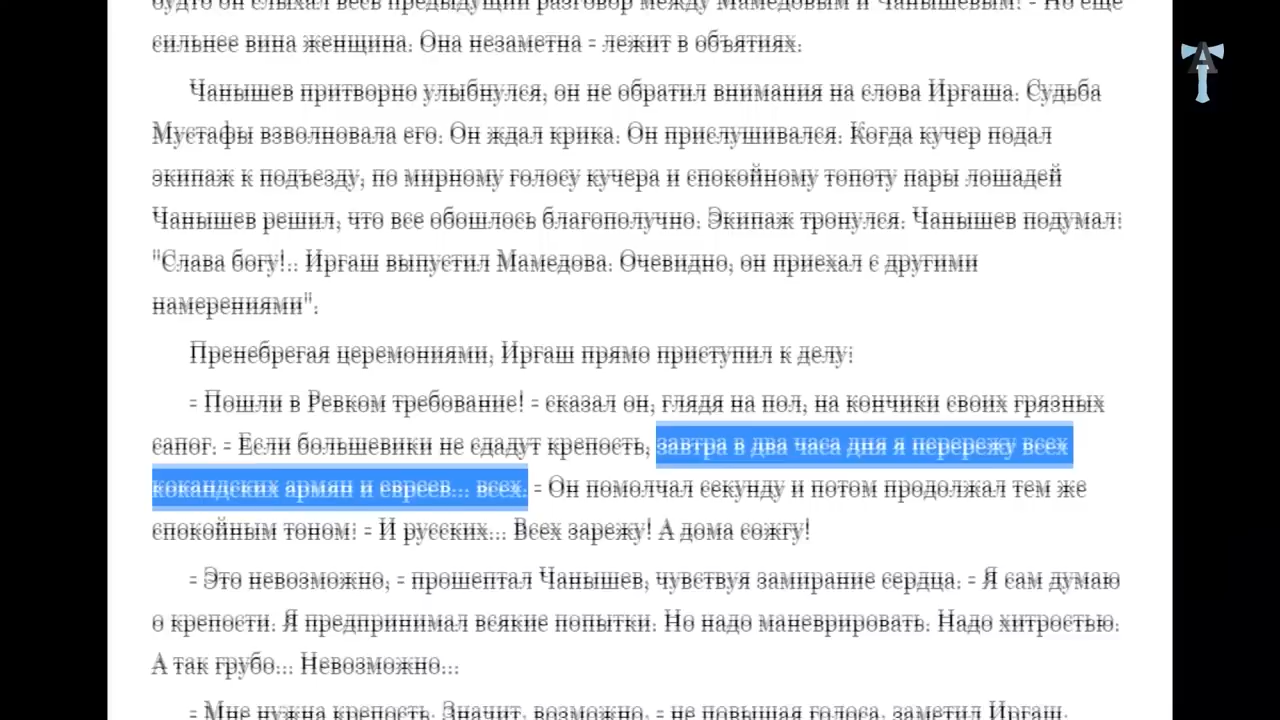 будто он слыхал весь предыдущий разговор между Мамедовым и Чанышевым! - Но еще
сильнее вина женщина. Она незаметна - лежит в объятиях.
Чанышев притворно улыбнулся, он не обратил внимания на слова Иргаша. Судьба
Мустафы взволновала его. Он ждал крика. Он прислушивался. Когда кучер подал
экипаж к подъезду, по мирному голосу кучера и спокойному топоту пары лошадей
Чанышев решил, что все обошлось благополучно. Экипаж тронулся. Чанышев подумал:
"Слава богу!.. Иргаш выпустил Мамедова. Очевидно, он приехал с другими
намерениями".
Пренебрегая церемониями, Иргаш прямо приступил к делу:
- Пошли в Ревком требование! - сказал он, глядя на пол, на кончики своих грязных
сапог. - Если большевики не сдадут крепость, завтра в два часа дня я перережу всех
кокандских армян и евреев... всех. - Он помолчал секунду и потом продолжал тем же
спокойным тоном: - И русских... Всех зарежу! А дома сожгу!
- Это невозможно, - прошептал Чанышев, чувствуя замирание сердца. - Я сам думаю
о крепости. Я предпринимал всякие попытки. Но надо маневрировать. Надо хитростью.
А так грубо... Невозможно...
- Мне нужна крепость. Значит, возможно, - не повышая голоса, заметил Иргаш.